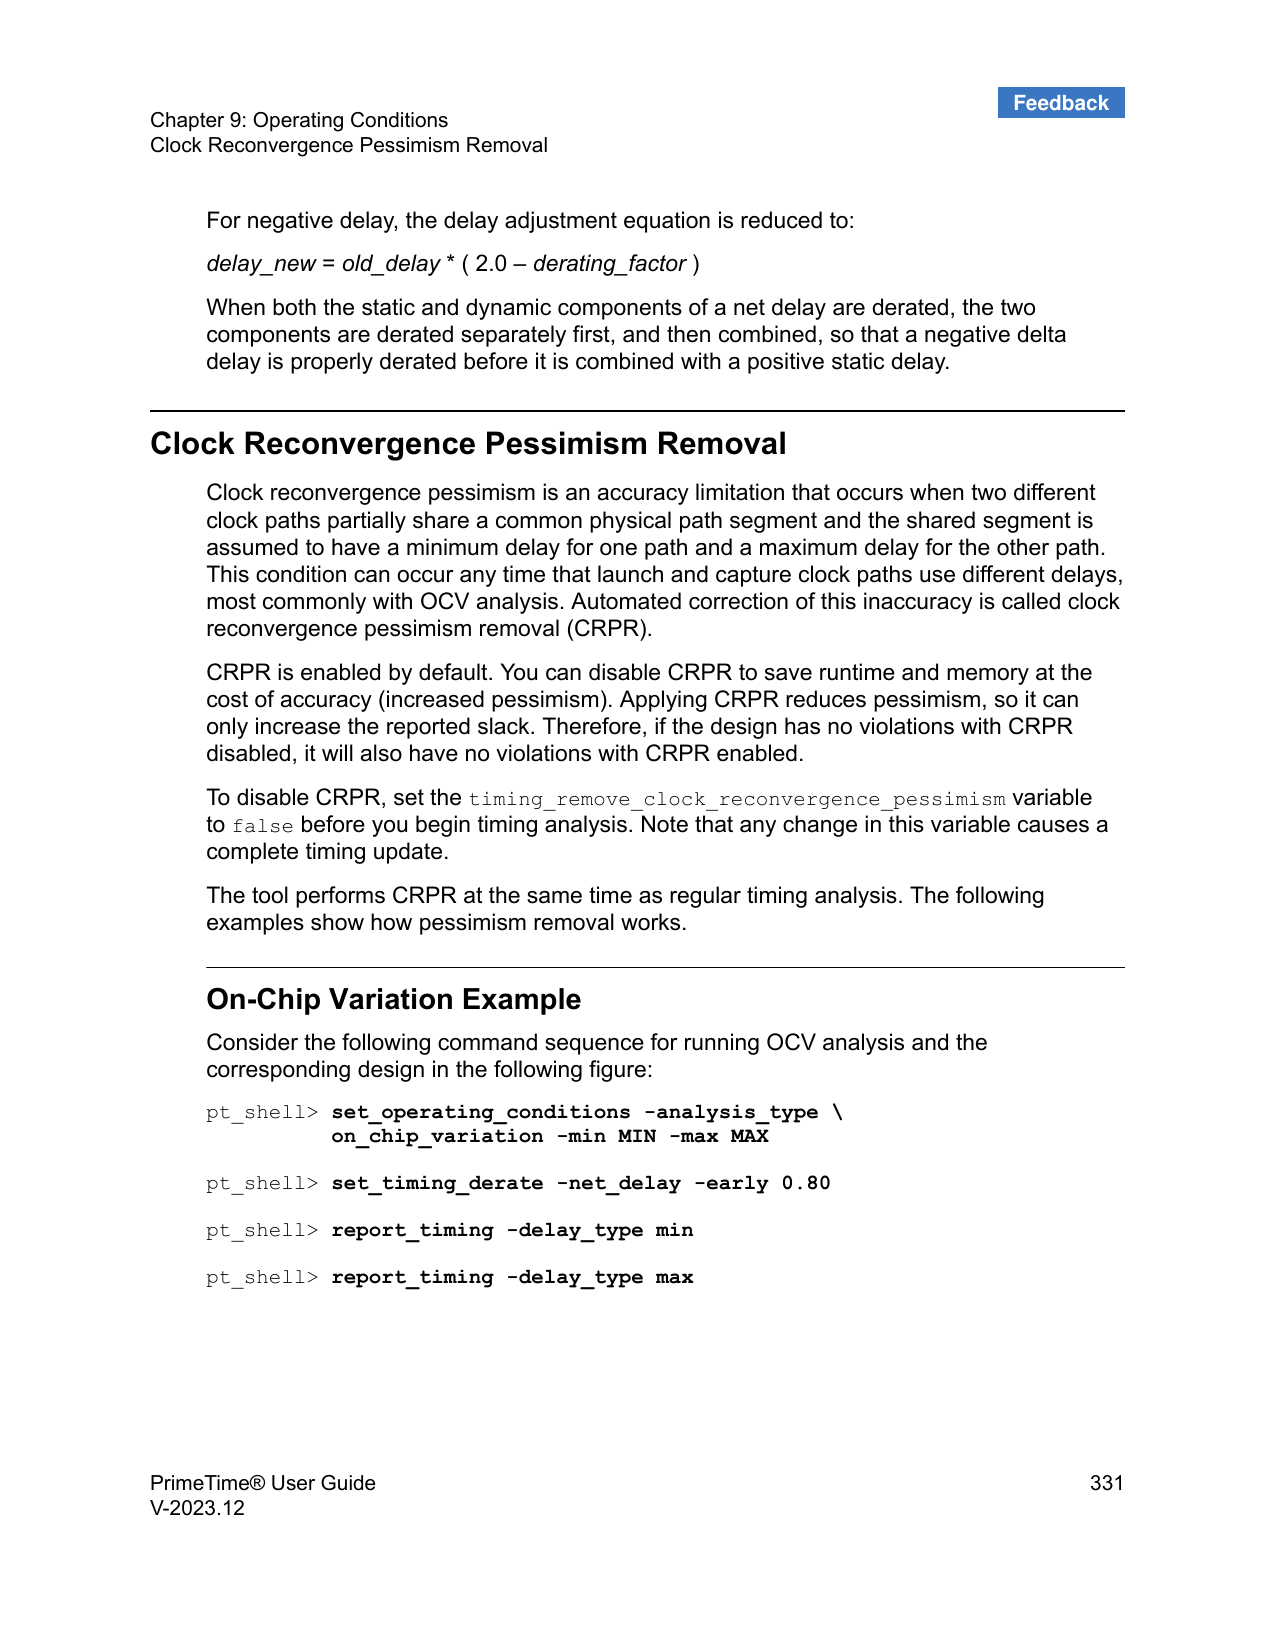 Feedback
Chapter 9: Operating Conditions
Clock Reconvergence Pessimism Removal
For negative delay, the delay adjustment equation is reduced to:
delay_new = old_delay * ( 2.0 – derating_factor )
When both the static and dynamic components of a net delay are derated, the two
components are derated separately first, and then combined, so that a negative delta
delay is properly derated before it is combined with a positive static delay.
Clock Reconvergence Pessimism Removal
Clock reconvergence pessimism is an accuracy limitation that occurs when two different
clock paths partially share a common physical path segment and the shared segment is
assumed to have a minimum delay for one path and a maximum delay for the other path.
This condition can occur any time that launch and capture clock paths use different delays,
most commonly with OCV analysis. Automated correction of this inaccuracy is called clock
reconvergence pessimism removal (CRPR).
CRPR is enabled by default. You can disable CRPR to save runtime and memory at the
cost of accuracy (increased pessimism). Applying CRPR reduces pessimism, so it can
only increase the reported slack. Therefore, if the design has no violations with CRPR
disabled, it will also have no violations with CRPR enabled.
To disable CRPR, set the timing_remove_clock_reconvergence_pessimism variable
to false before you begin timing analysis. Note that any change in this variable causes a
complete timing update.
The tool performs CRPR at the same time as regular timing analysis. The following
examples show how pessimism removal works.
On-Chip Variation Example
Consider the following command sequence for running OCV analysis and the
corresponding design in the following figure:
pt_shell> set_operating_conditions -analysis_type \
on_chip_variation -min MIN -max MAX
pt_shell> set_timing_derate -net_delay -early 0.80
pt_shell> report_timing -delay_type min
pt_shell> report_timing -delay_type max
PrimeTime® User Guide
331
V-2023.12